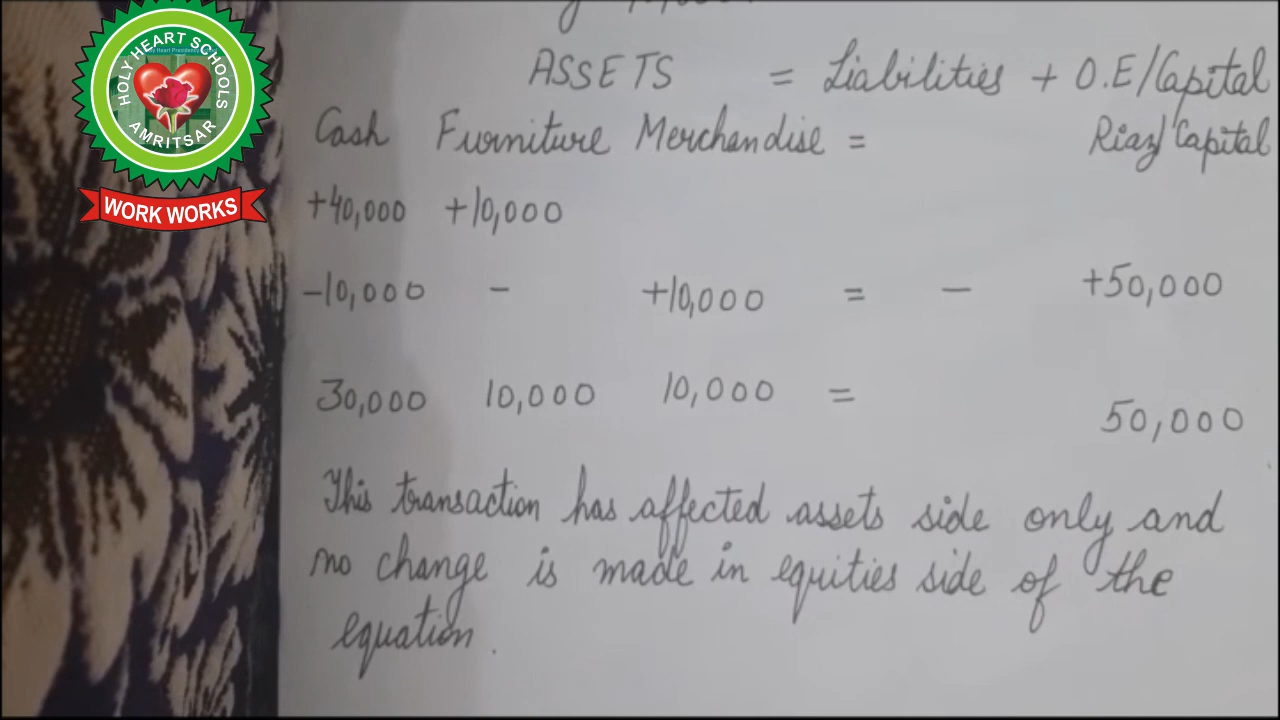 HOLY HEART SCHOOLS
AMRITSAR
WORK WORKS
ASSETS = Liabilities + O.E/Capital
Cash Furniture Merchandise = Riaz Capital
+40,000 +10,000
-10,000 - +10,000 = - +50,000
30,000 10,000 10,000 = 50,000
This transaction has affected assets side only and
no change is made in equities side of the
equation.